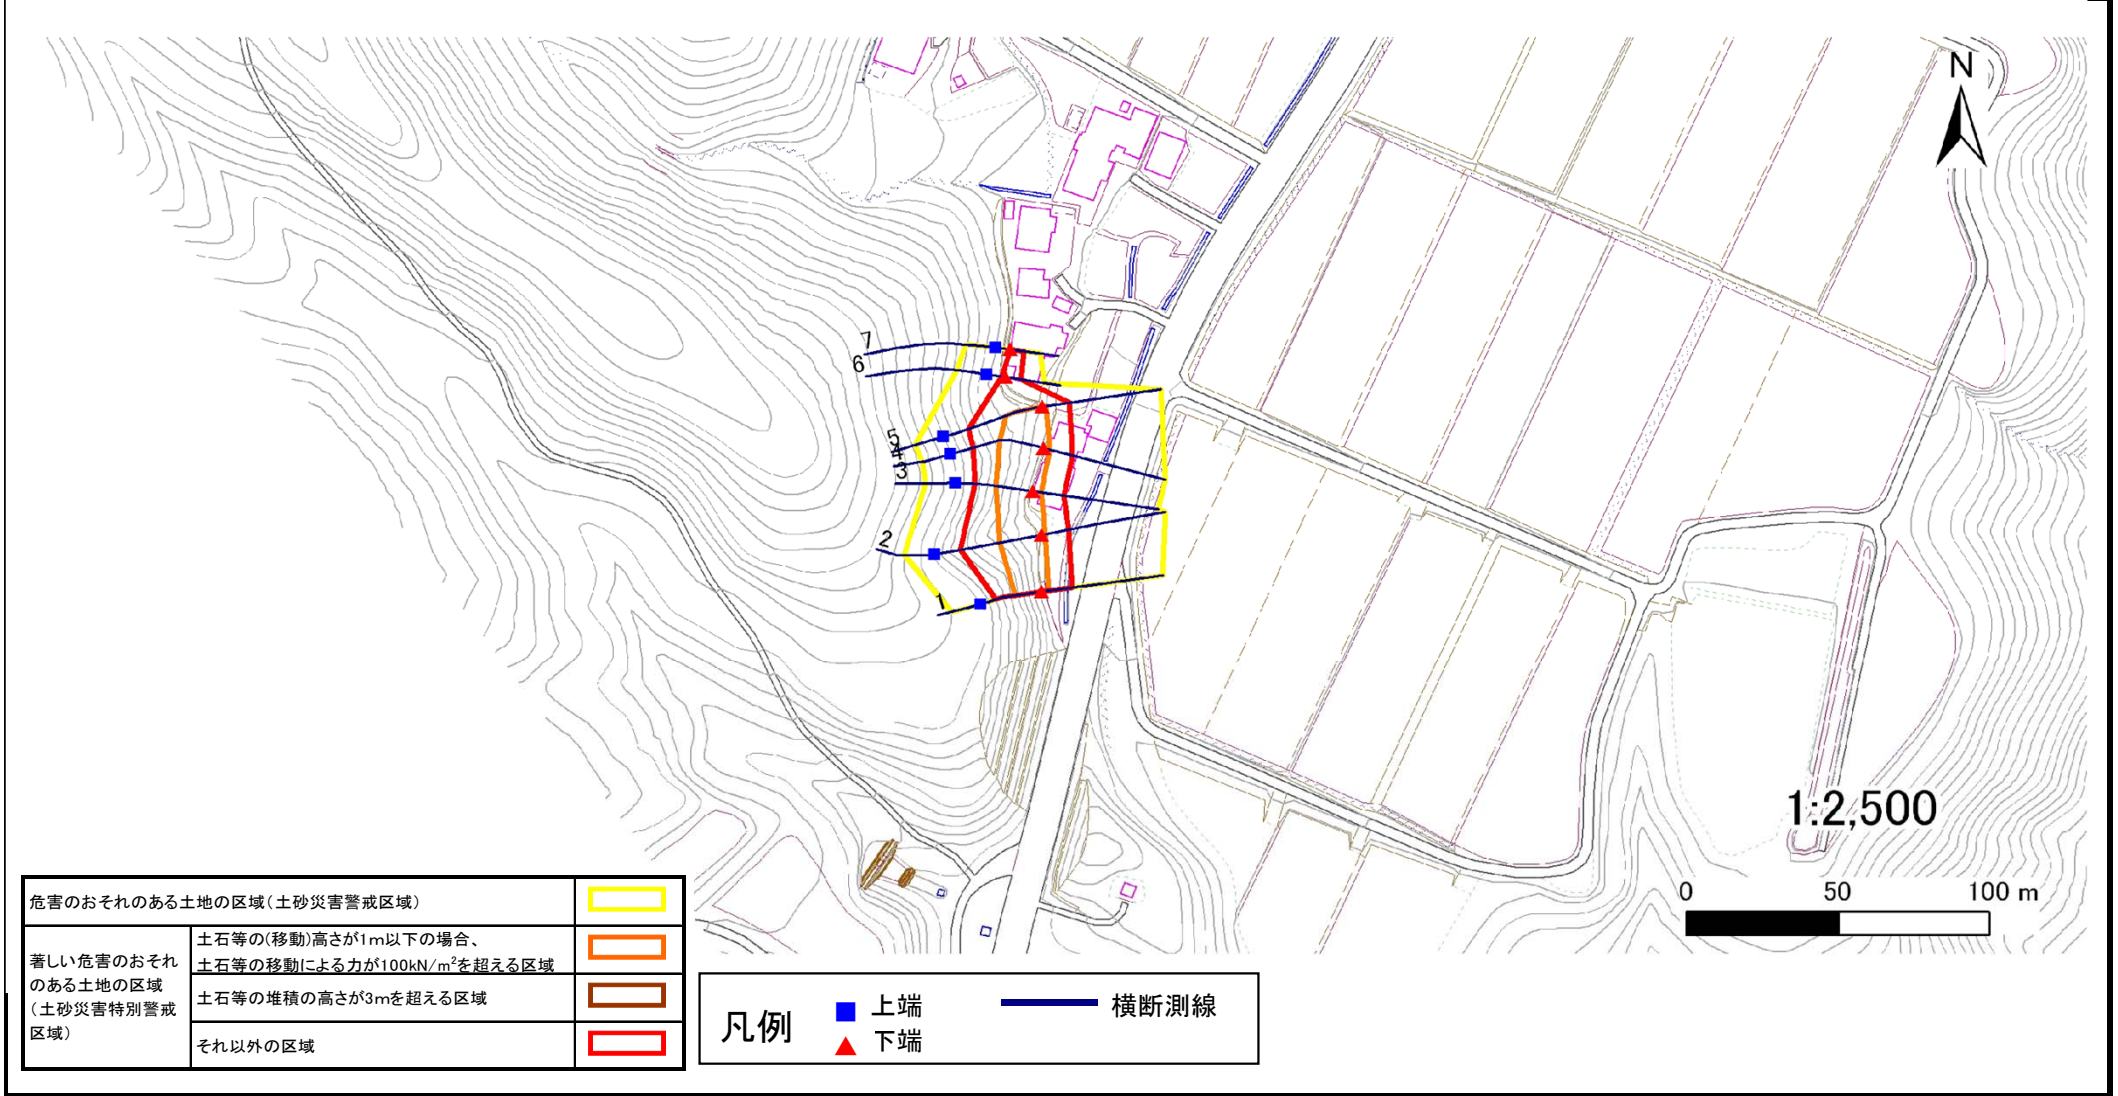 N
7
6
5
4
3
2
1
1:2,500
0 50 100 m
危害のおそれのある土地の区域(土砂災害警戒区域)
著しい危害のおそれ
のある土地の区域
(土砂災害特別警戒
区域)
土石等の(移動)高さが1m以下の場合、
土石等の移動による力が100kN/m²を超える区域
土石等の堆積の高さが3mを超える区域
それ以外の区域
凡例
上端
下端
横断測線